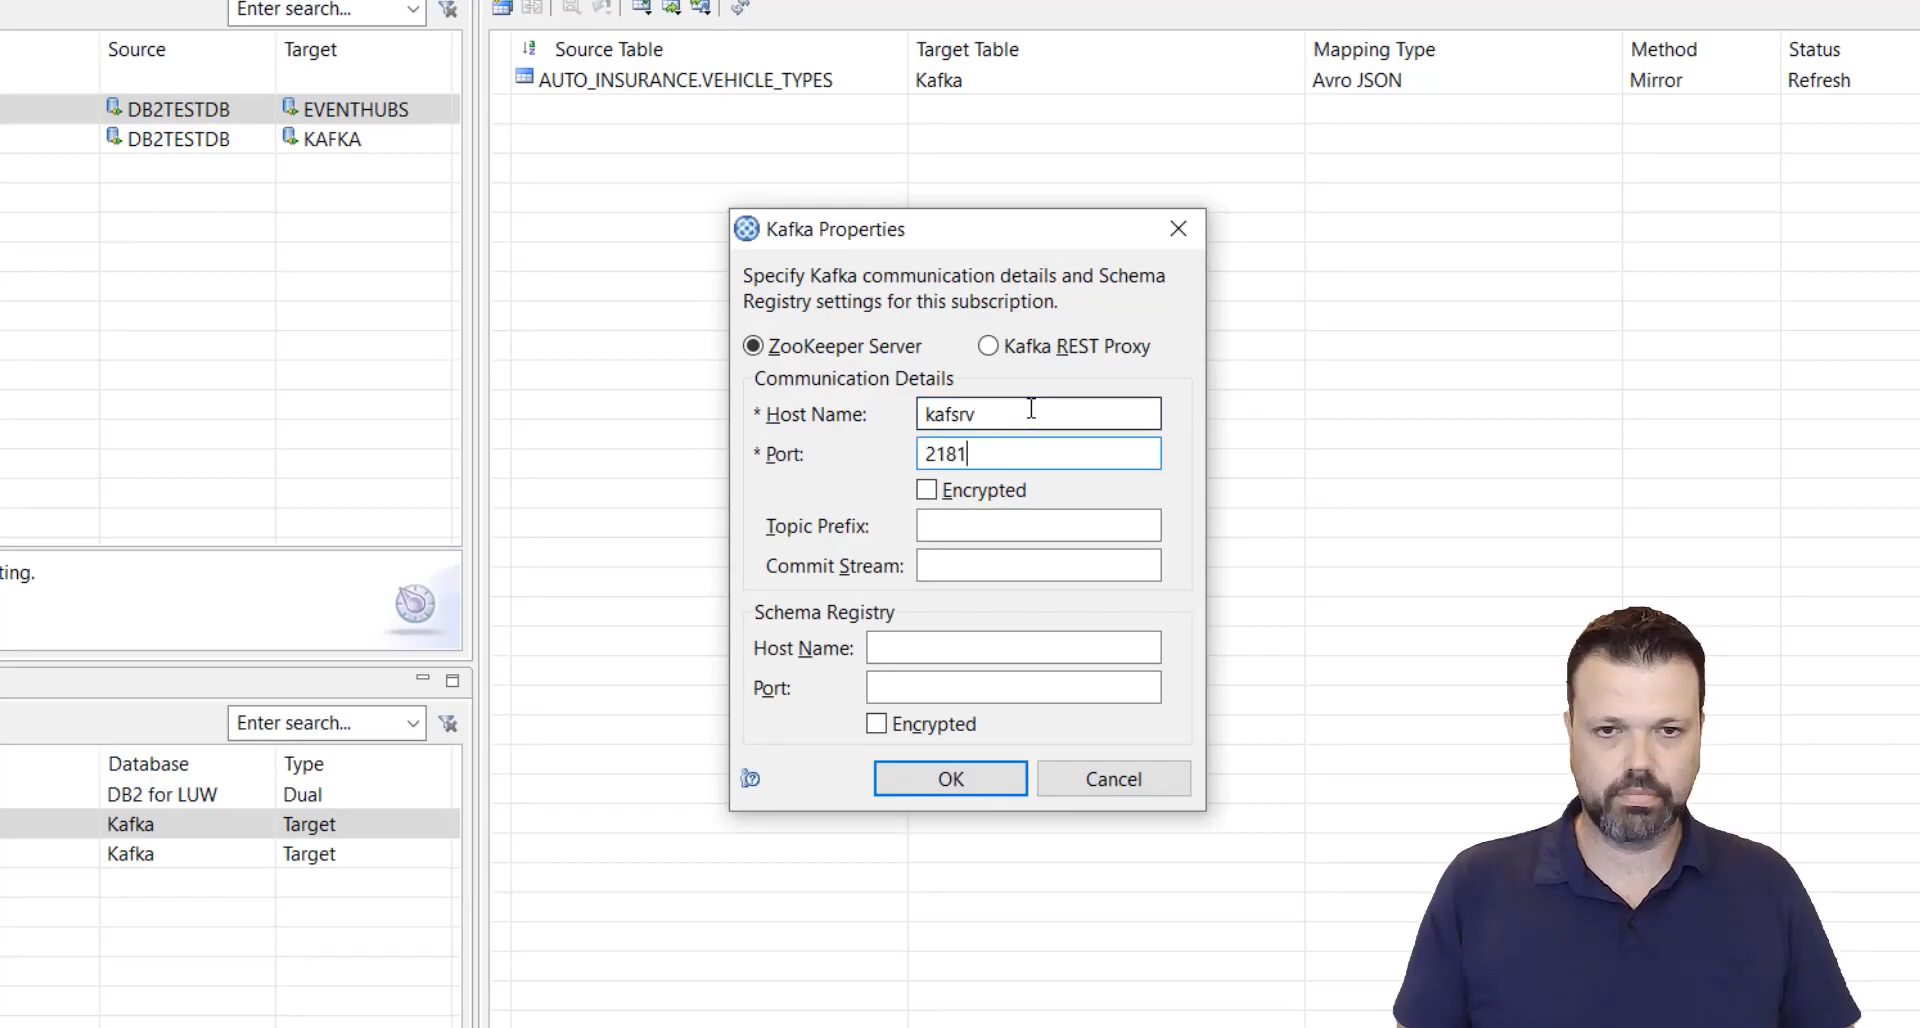 Enter search...
Source
Target
DB2TESTDB
EVENTHUBS
DB2TESTDB
KAFKA
ting.
Enter search...
Database
Type
DB2 for LUW
Dual
Kafka
Target
Kafka
Target
Source Table
Target Table
Mapping Type
Method
Status
AUTO_INSURANCE.VEHICLE_TYPES
Kafka
Avro JSON
Mirror
Refresh
Kafka Properties
Specify Kafka communication details and Schema
Registry settings for this subscription.
ZooKeeper Server
Kafka REST Proxy
Communication Details
* Host Name:
kafsrv
* Port:
2181
Encrypted
Topic Prefix:
Commit Stream:
Schema Registry
Host Name:
Port:
Encrypted
OK
Cancel